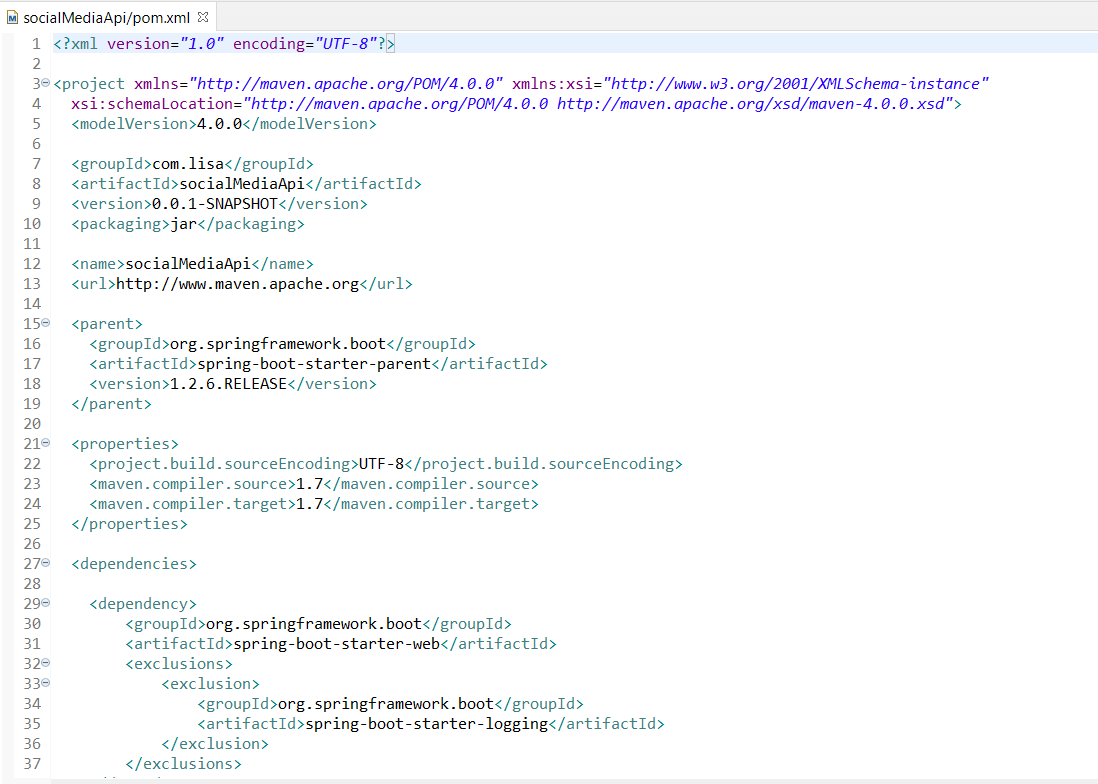 socialMediaApi/pom.xml
1 <?xml version="1.0" encoding="UTF-8"?>
2
3 <project xmlns="http://maven.apache.org/POM/4.0.0" xmlns:xsi="http://www.w3.org/2001/XMLSchema-instance"
4   xsi:schemaLocation="http://maven.apache.org/POM/4.0.0 http://maven.apache.org/xsd/maven-4.0.0.xsd">
5   <modelVersion>4.0.0</modelVersion>
6
7   <groupId>com.lisa</groupId>
8   <artifactId>socialMediaApi</artifactId>
9   <version>0.0.1-SNAPSHOT</version>
10   <packaging>jar</packaging>
11
12   <name>socialMediaApi</name>
13   <url>http://www.maven.apache.org</url>
14
15   <parent>
16     <groupId>org.springframework.boot</groupId>
17     <artifactId>spring-boot-starter-parent</artifactId>
18     <version>1.2.6.RELEASE</version>
19   </parent>
20
21   <properties>
22     <project.build.sourceEncoding>UTF-8</project.build.sourceEncoding>
23     <maven.compiler.source>1.7</maven.compiler.source>
24     <maven.compiler.target>1.7</maven.compiler.target>
25   </properties>
26
27   <dependencies>
28
29     <dependency>
30         <groupId>org.springframework.boot</groupId>
31         <artifactId>spring-boot-starter-web</artifactId>
32         <exclusions>
33             <exclusion>
34                 <groupId>org.springframework.boot</groupId>
35                 <artifactId>spring-boot-starter-logging</artifactId>
36             </exclusion>
37         </exclusions>